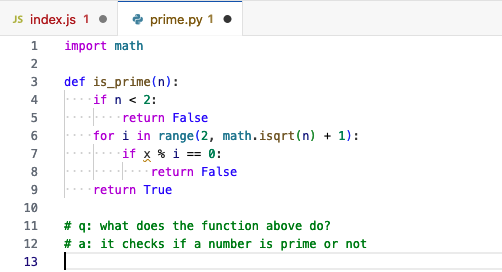 JS index.js 1
prime.py 1
1 import math
2
3 def is_prime(n):
4     if n < 2:
5         return False
6     for i in range(2, math.isqrt(n) + 1):
7         if x % i == 0:
8             return False
9     return True
10
11 # q: what does the function above do?
12 # a: it checks if a number is prime or not
13